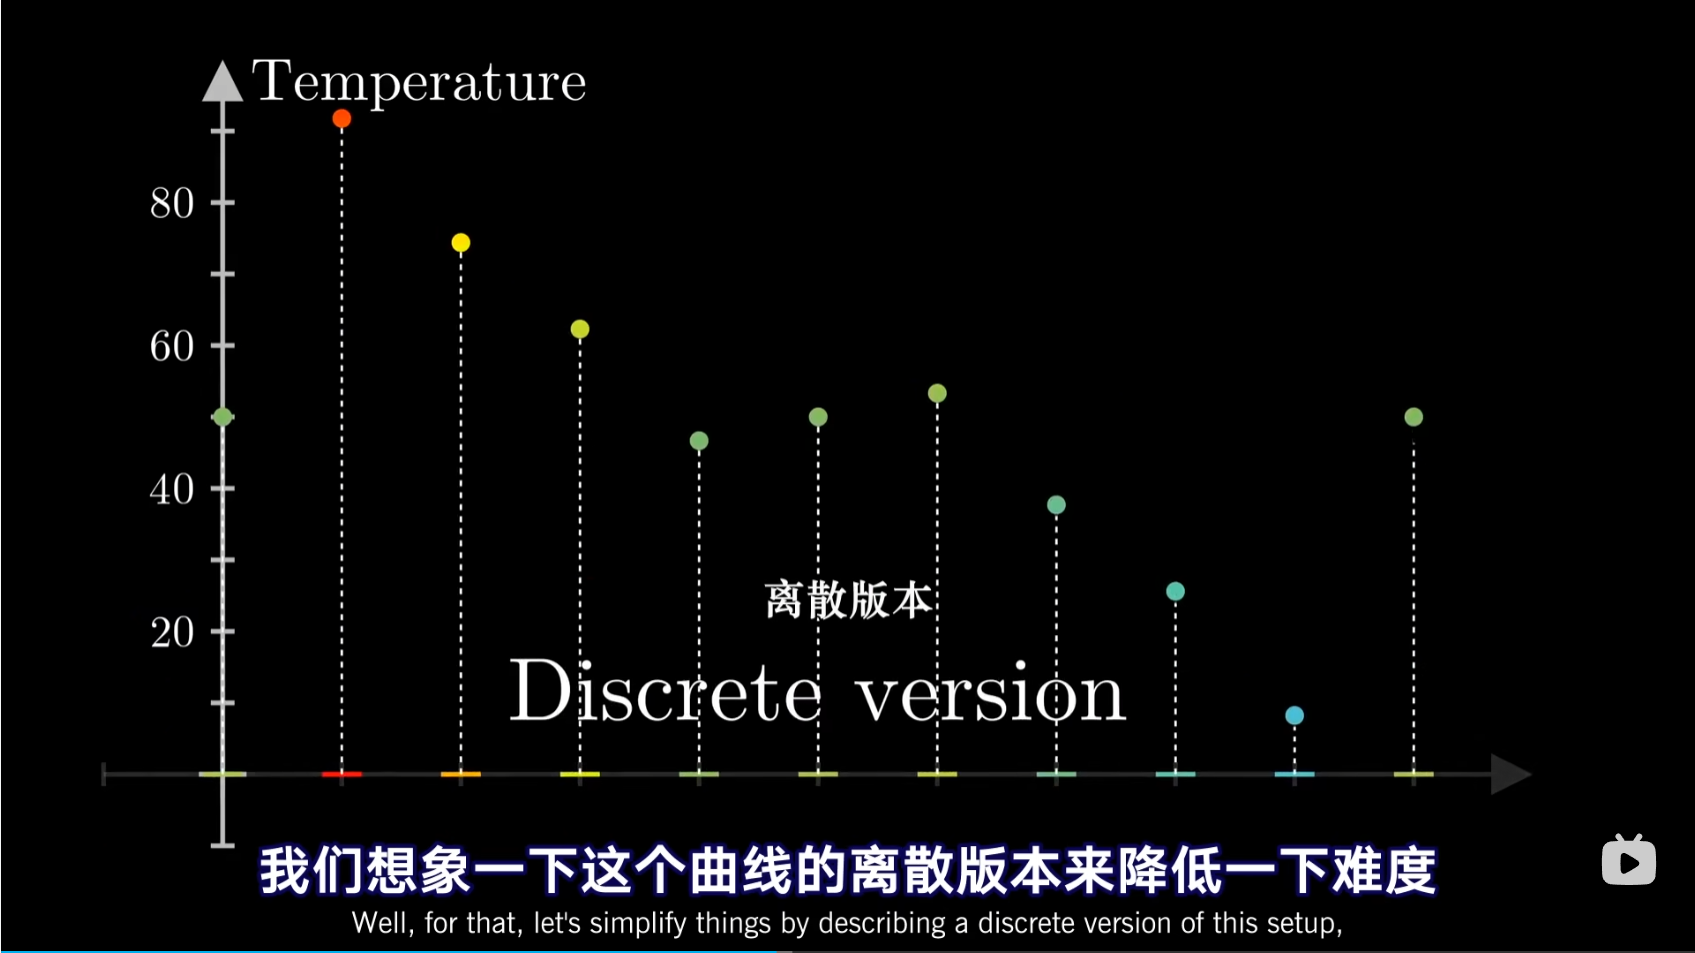 Temperature
80
60
40
20
离散版本
Discrete version
我们想象一下这个曲线的离散版本来降低一下难度
Well, for that, let's simplify things by describing a discrete version of this setup,